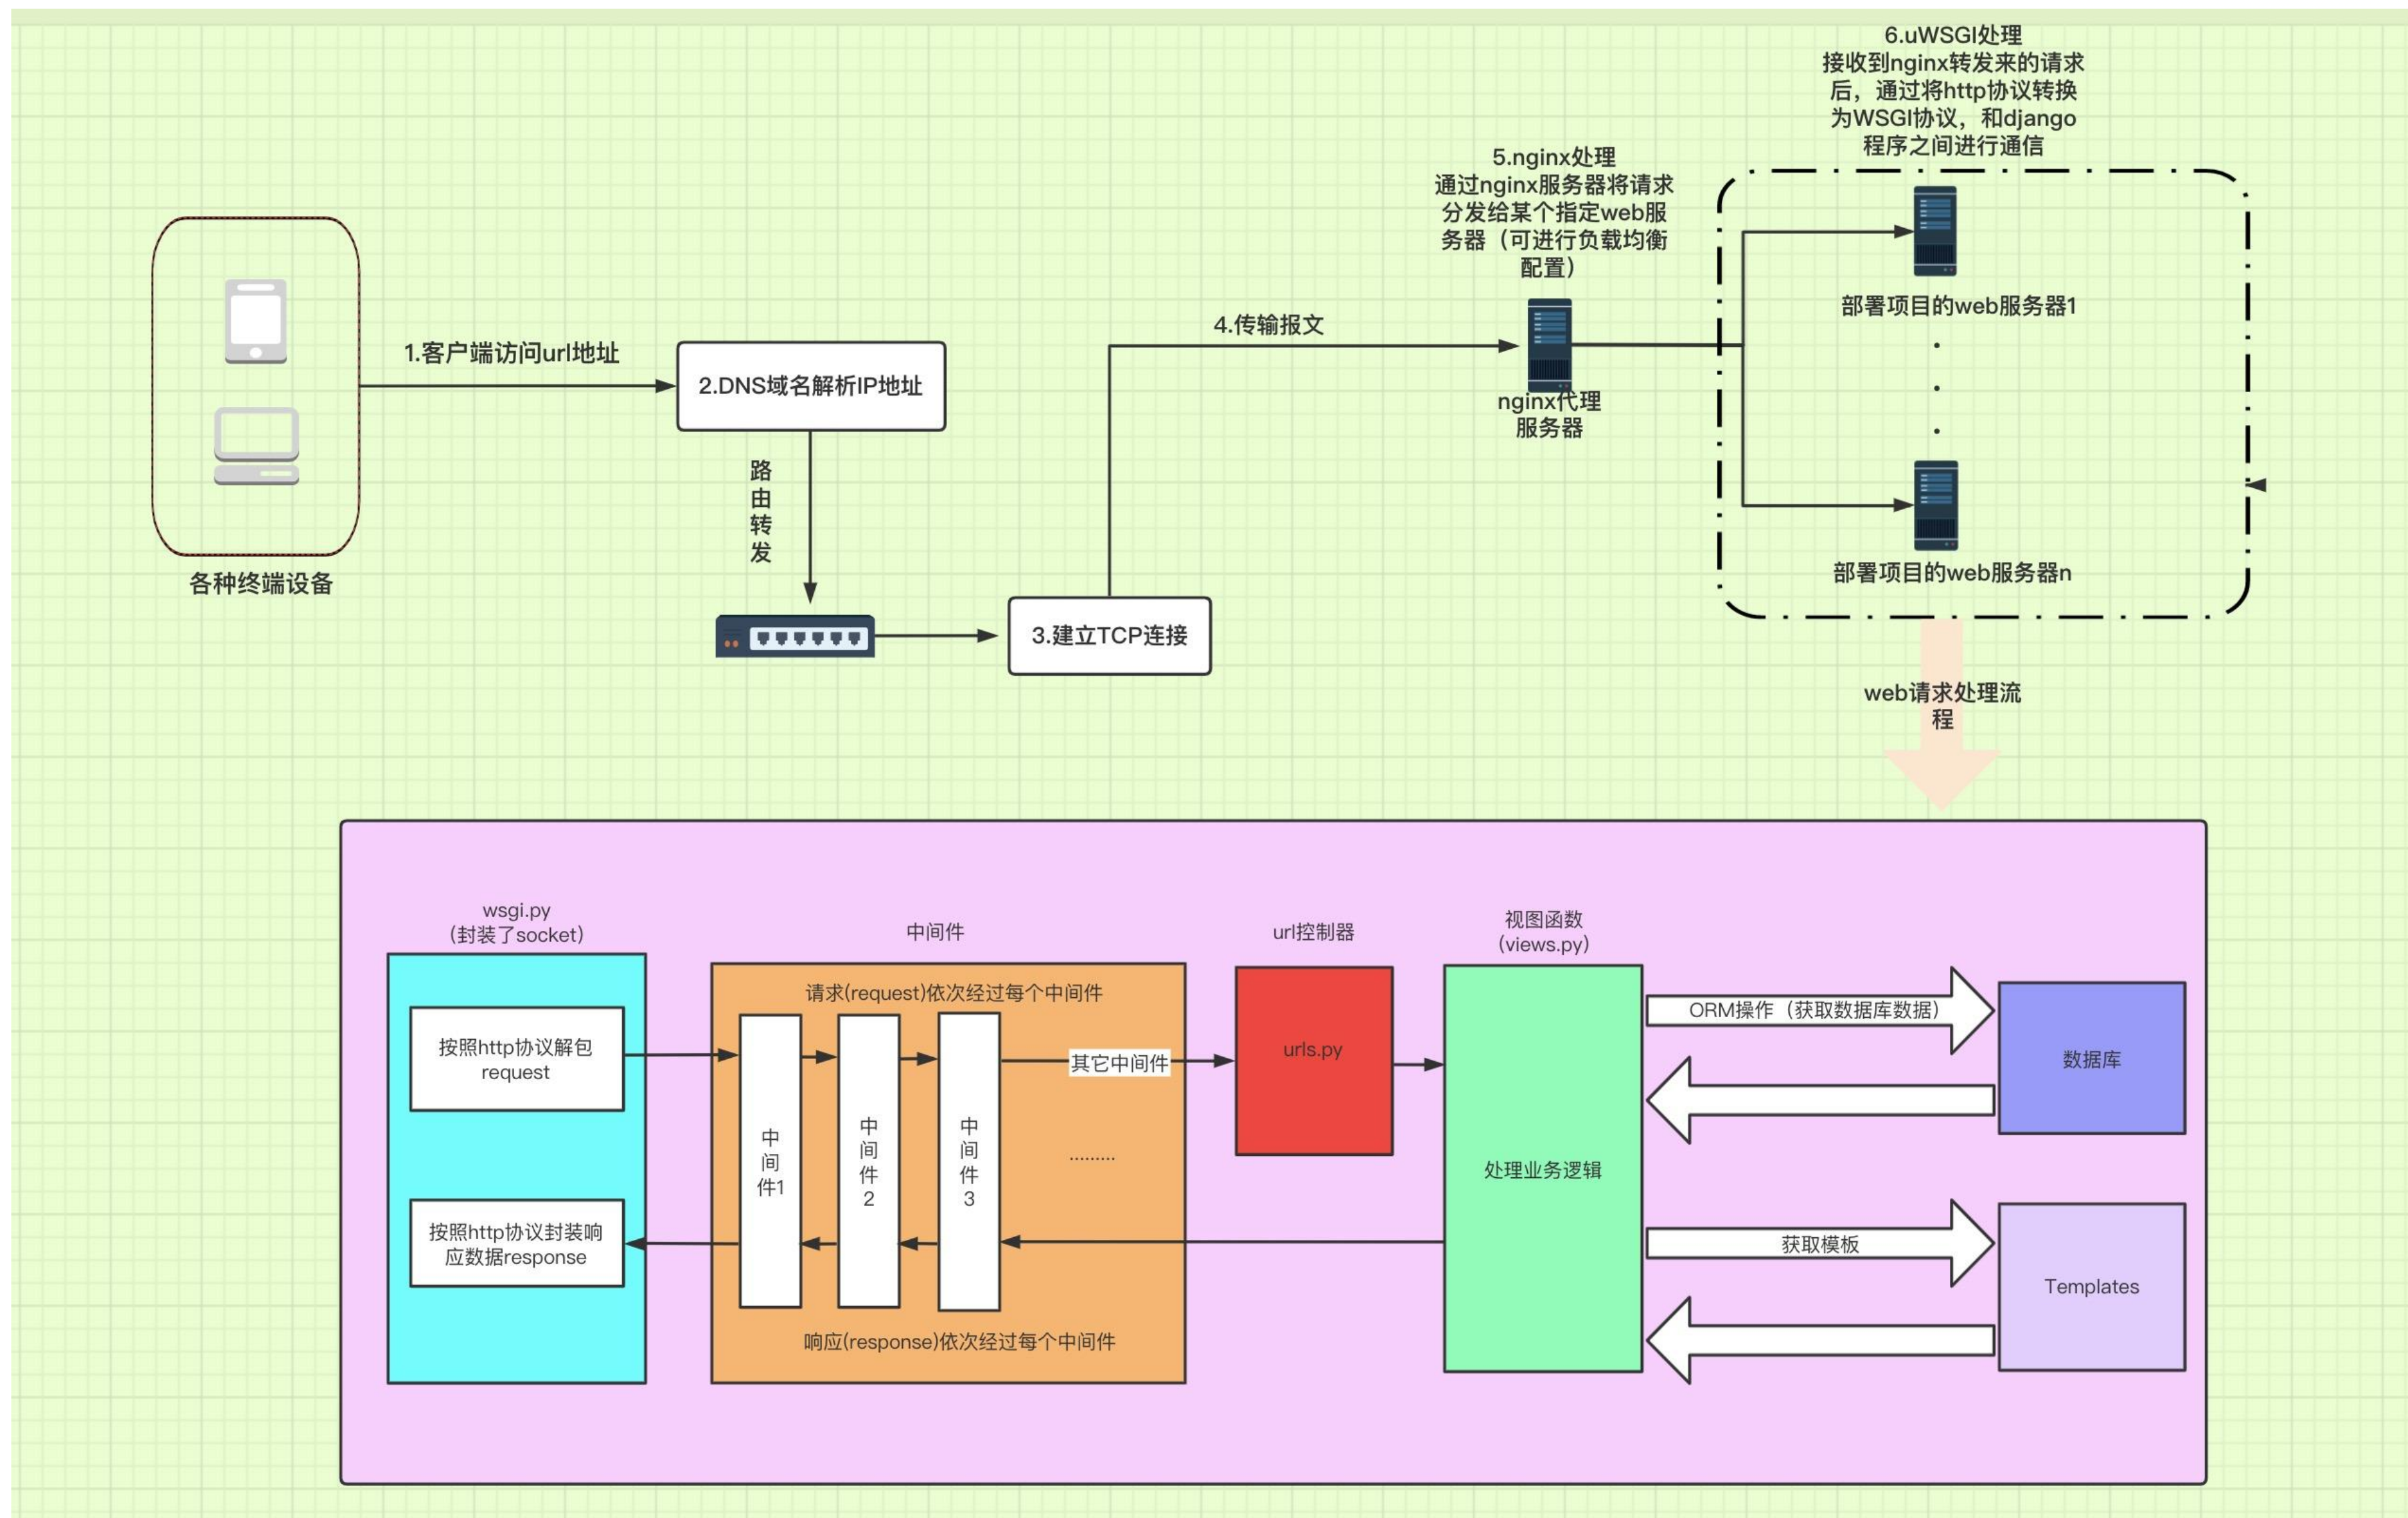 6.uWSGI处理
接收到nginx转发来的请求
后，通过将http协议转换
为WSGI协议，和django
程序之间进行通信
5.nginx处理
通过nginx服务器将请求
分发给某个指定web服
务器（可进行负载均衡
配置）
部署项目的web服务器1
4.传输报文
1.客户端访问url地址
2.DNS域名解析IP地址
nginx代理
服务器
路
由
转
发
各种终端设备
部署项目的web服务器n
3.建立TCP连接
web请求处理流
程
wsgi.py
(封装了socket)
中间件
url控制器
视图函数
(views.py)
请求(request)依次经过每个中间件
ORM操作（获取数据库数据）
按照http协议解包
request
其它中间件
urls.py
数据库
中
间
件1
中
间
件
2
中
间
件
3
.........
处理业务逻辑
按照http协议封装响
应数据response
获取模板
Templates
响应(response)依次经过每个中间件